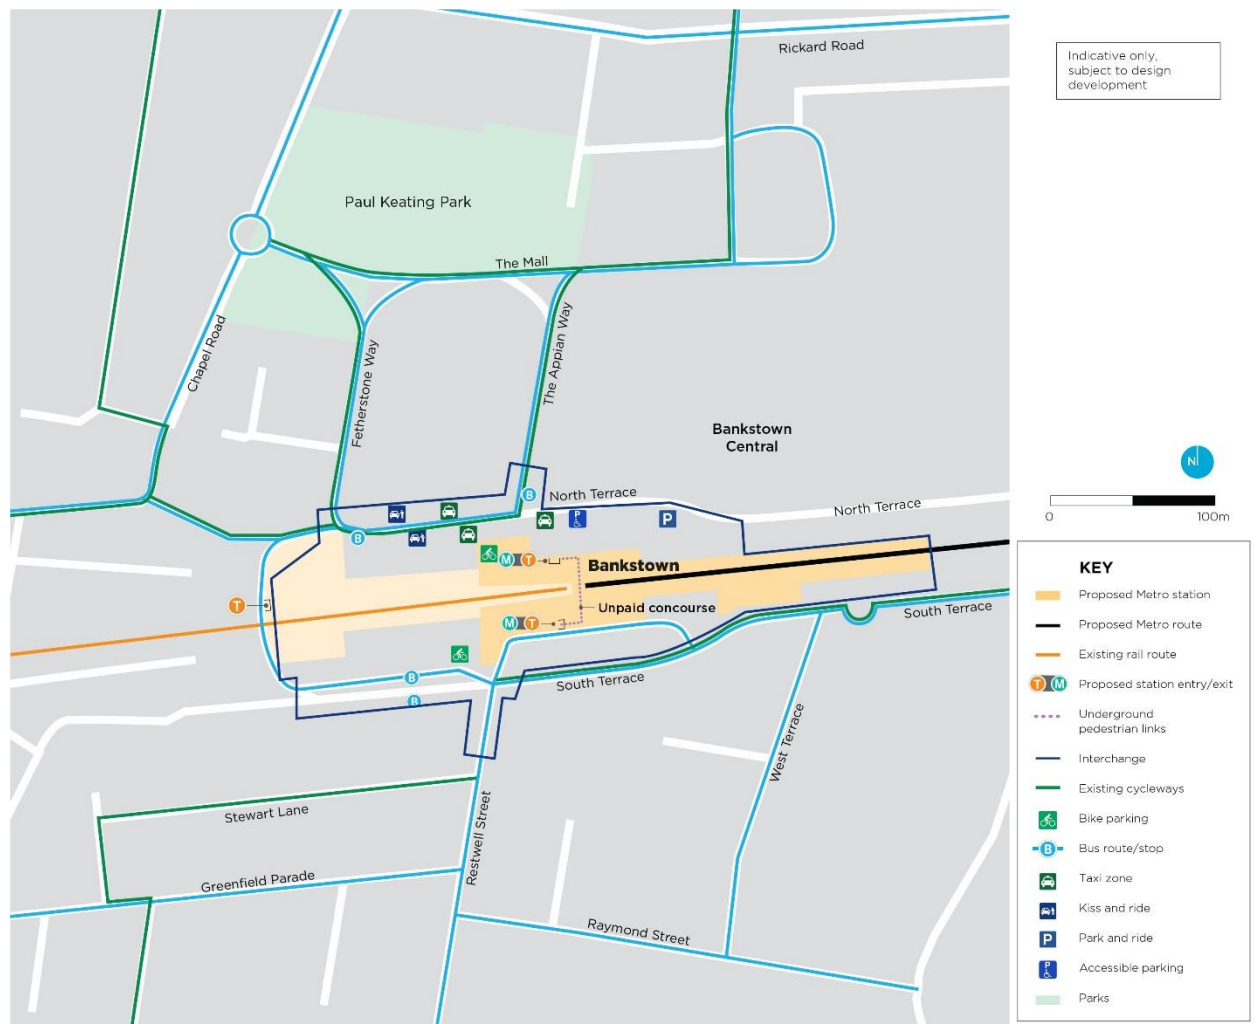 Rickard Road
Indicative only,
subject to design
development
Paul Keating Park
The Mall
Chapel Road
Fetherstone Way
The Appian Way
Bankstown
Central
N
B
North Terrace
P
P
North Terrace
0
100m
B
M T
Bankstown
T
Unpaid concourse
M T
South Terrace
B
South Terrace
B
West Terrace
Stewart Lane
Restwell Street
Greenfield Parade
Raymond Street
KEY
Proposed Metro station
Proposed Metro route
Existing rail route
T M Proposed station entry/exit
Underground
pedestrian links
Interchange
Existing cycleways
Bike parking
B Bus route/stop
Taxi zone
Kiss and ride
P Park and ride
P Accessible parking
Parks